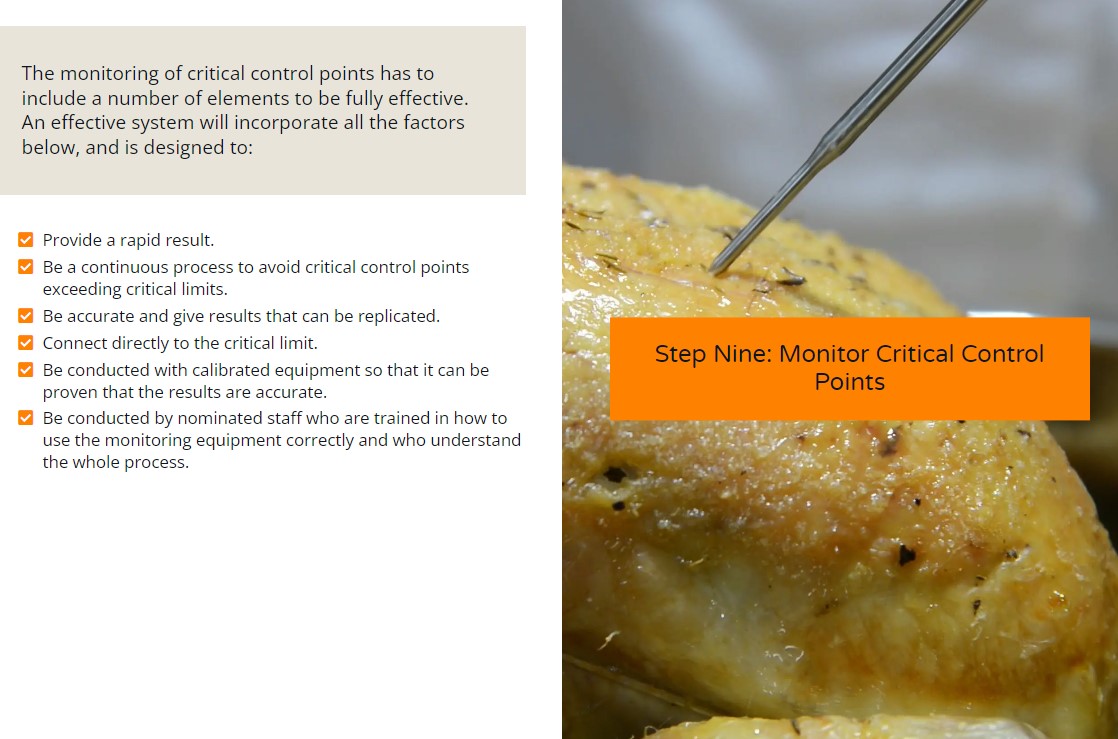 The monitoring of critical control points has to
include a number of elements to be fully effective.
An effective system will incorporate all the factors
below, and is designed to:
Provide a rapid result.
Be a continuous process to avoid critical control points
exceeding critical limits.
Be accurate and give results that can be replicated.
Connect directly to the critical limit.
Be conducted with calibrated equipment so that it can be
proven that the results are accurate.
Be conducted by nominated staff who are trained in how to
use the monitoring equipment correctly and who understand
the whole process.
Step Nine: Monitor Critical Control
Points